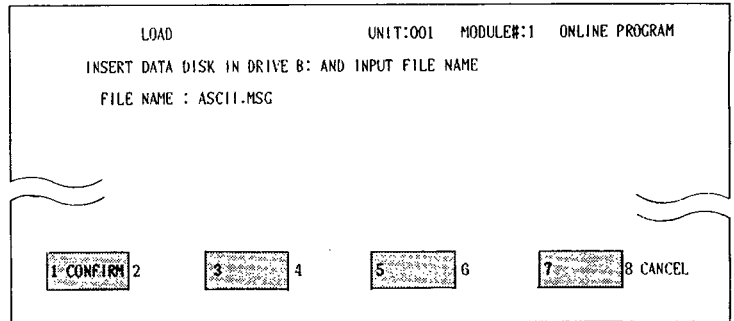 LOAD UNIT:001 MODULE#:1 ONLINE PROGRAM
INSERT DATA DISK IN DRIVE B: AND INPUT FILE NAME
FILE NAME : ASCII.MSG
1 CONFIRM 2 3 4 5 6 7 8 CANCEL